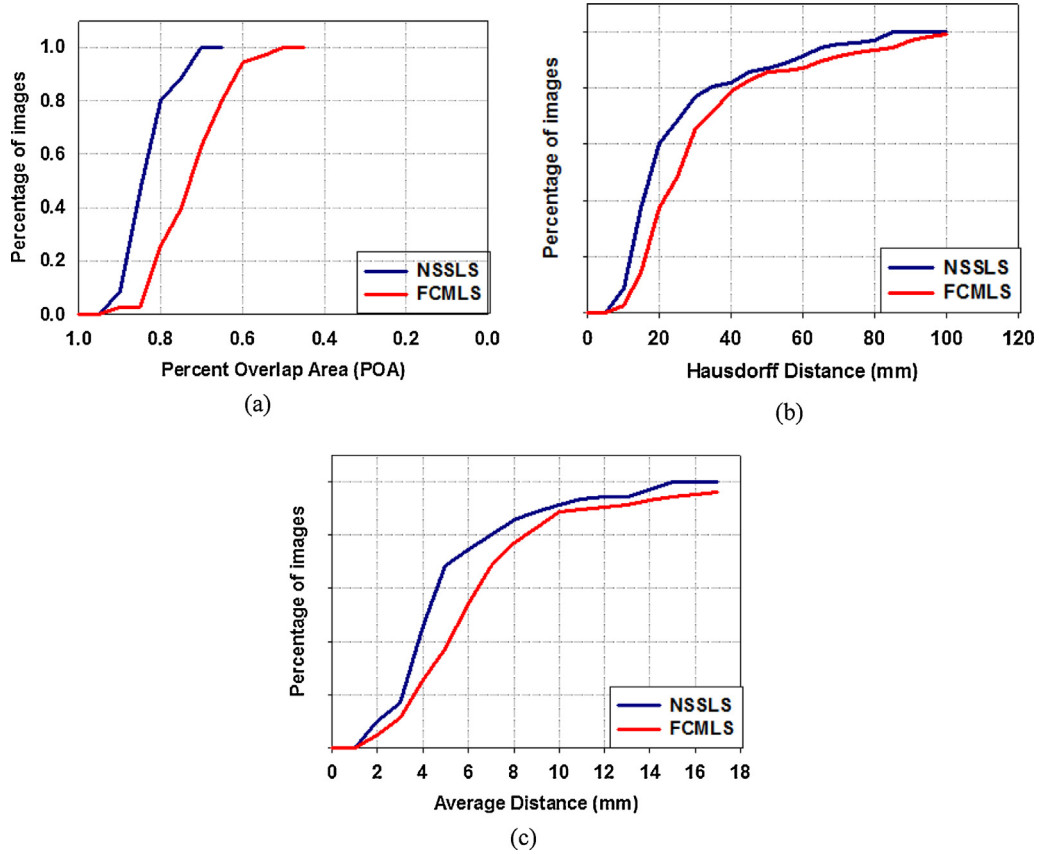 Percentage of images
1.0
0.8
0.6
0.4
0.2
0.0
NSSLS
FCMLS
1.0 0.8 0.6 0.4 0.2 0.0
Percent Overlap Area (POA)
(a)
Percentage of images
NSSLS
FCMLS
0 20 40 60 80 100 120
Hausdorff Distance (mm)
(b)
Percentage of images
NSSLS
FCMLS
0 2 4 6 8 10 12 14 16 18
Average Distance (mm)
(c)